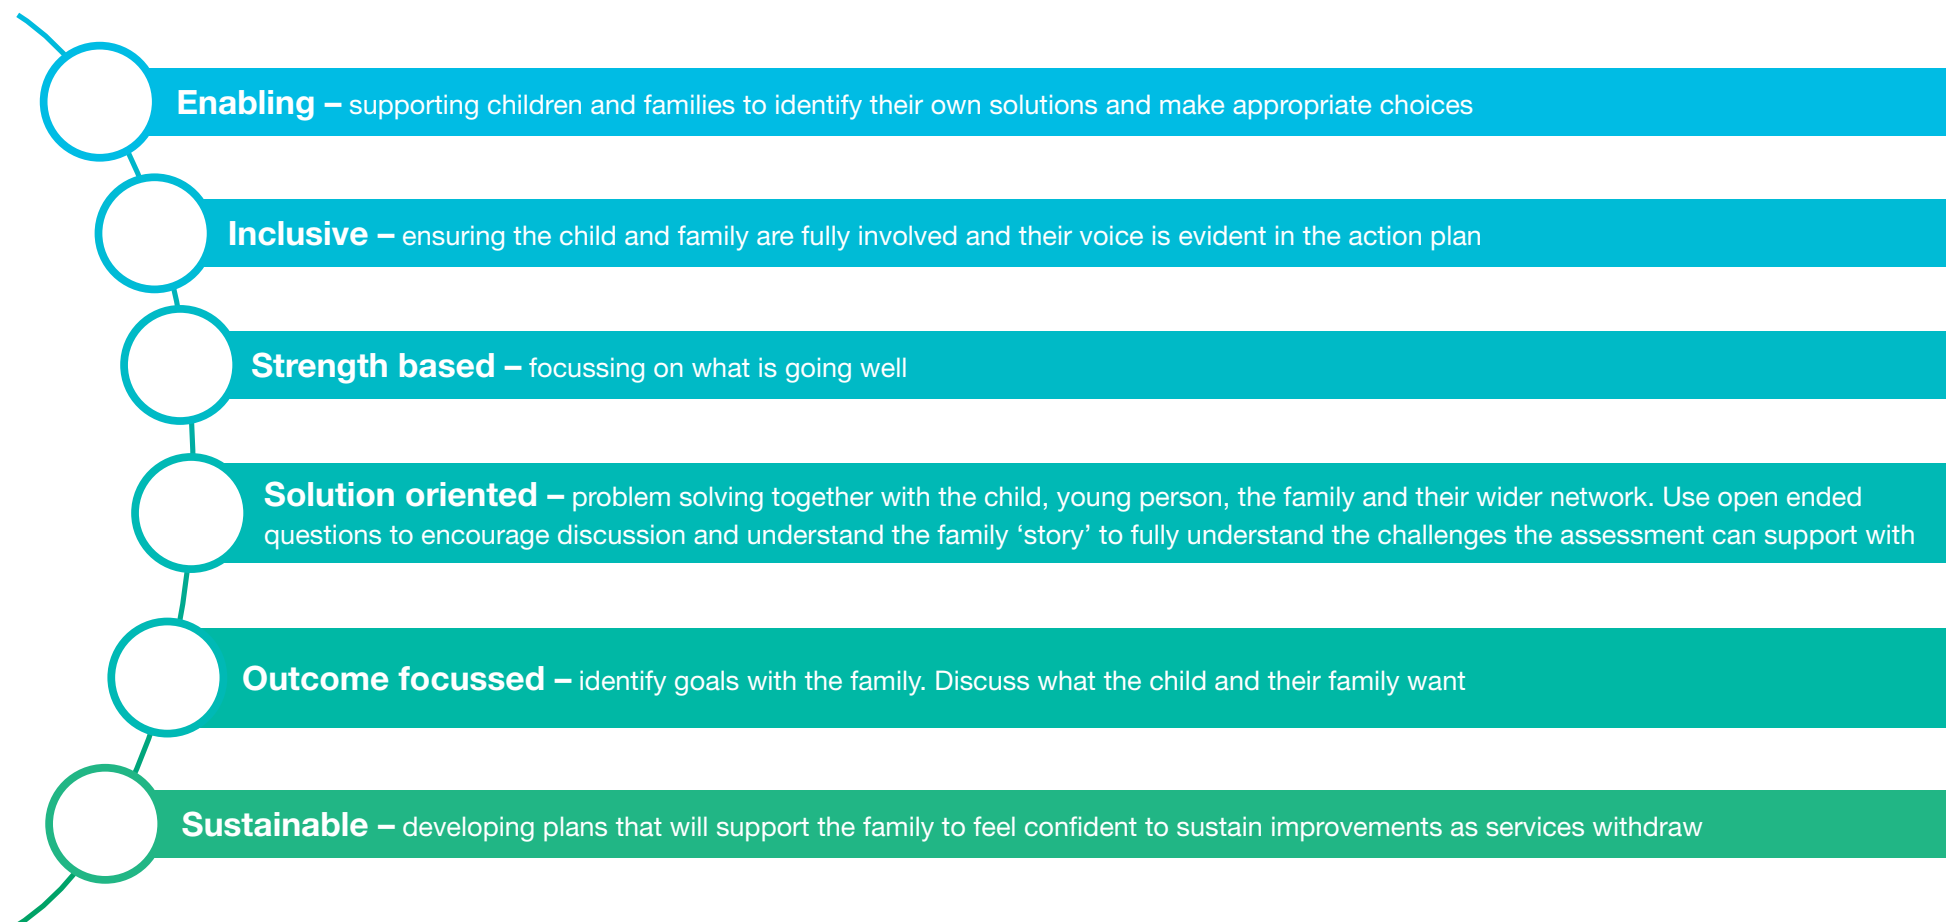 Enabling – supporting children and families to identify their own solutions and make appropriate choices
Inclusive – ensuring the child and family are fully involved and their voice is evident in the action plan
Strength based – focussing on what is going well
Solution oriented – problem solving together with the child, young person, the family and their wider network. Use open ended
questions to encourage discussion and understand the family ‘story’ to fully understand the challenges the assessment can support with
Outcome focussed – identify goals with the family. Discuss what the child and their family want
Sustainable – developing plans that will support the family to feel confident to sustain improvements as services withdraw